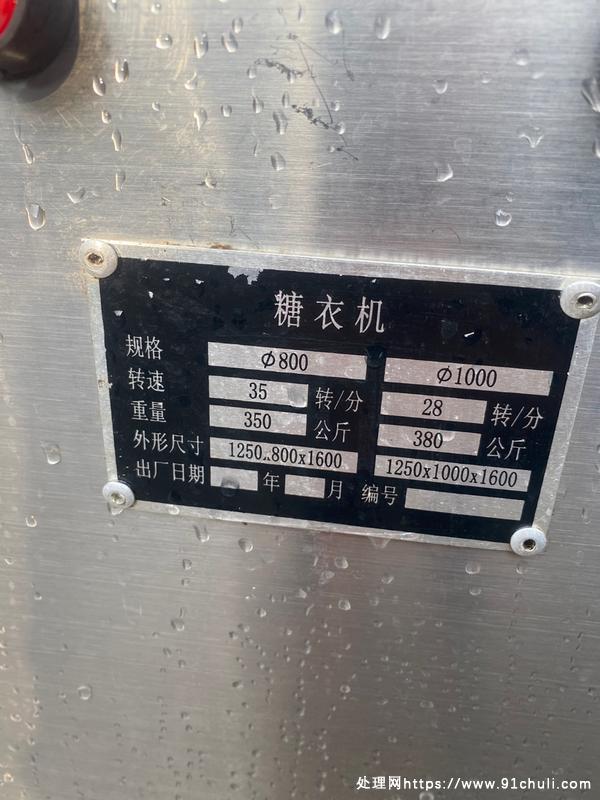 糖衣机
规格 ϕ800 ϕ1000
转速 35 转/分 28 转/分
重量 350 公斤 380 公斤
外形尺寸 1250x800x1600 1250x1000x1600
出厂日期 年 月 编号
处理网https://www.91chuli.com